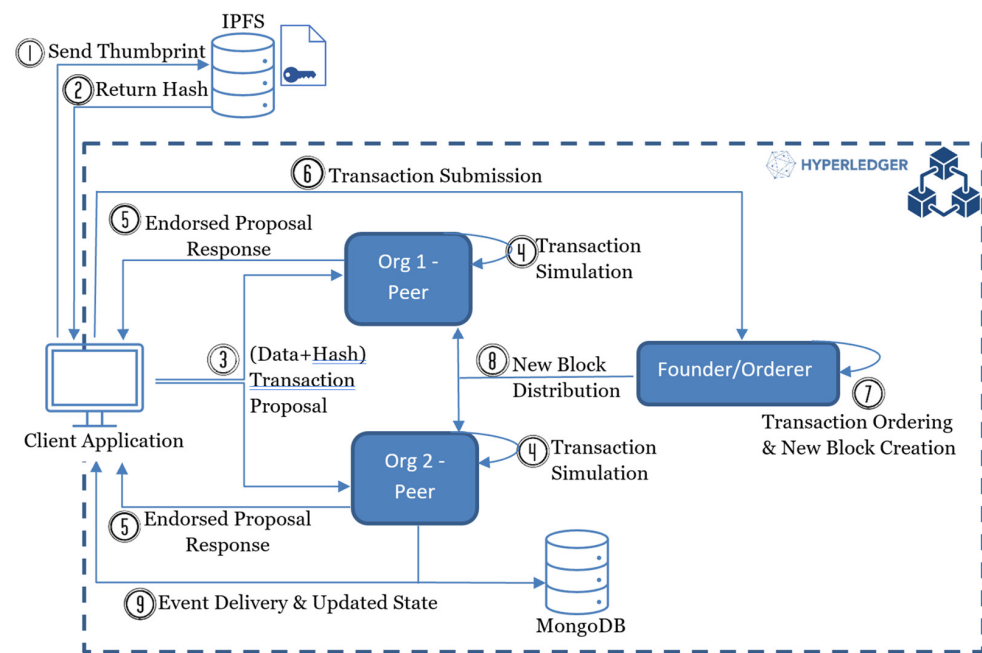 IPFS
1 Send Thumbprint
2 Return Hash
HYPERLEDGER
6 Transaction Submission
5 Endorsed Proposal
Response
Org 1 -
Peer
4 Transaction
Simulation
3 (Data+Hash)
Transaction
Proposal
8 New Block
Distribution
Founder/Orderer
7
Transaction Ordering
& New Block Creation
Client Application
Org 2 -
Peer
4 Transaction
Simulation
5 Endorsed Proposal
Response
9 Event Delivery & Updated State
MongoDB